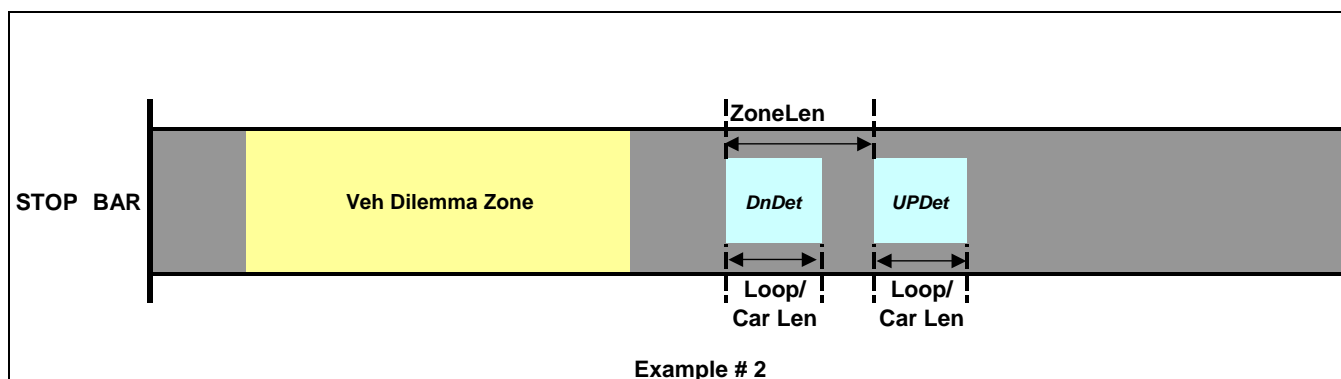 ZoneLen
STOP BAR
Veh Dilemma Zone
DnDet
UPDet
Loop/
Car Len
Loop/
Car Len
Example # 2